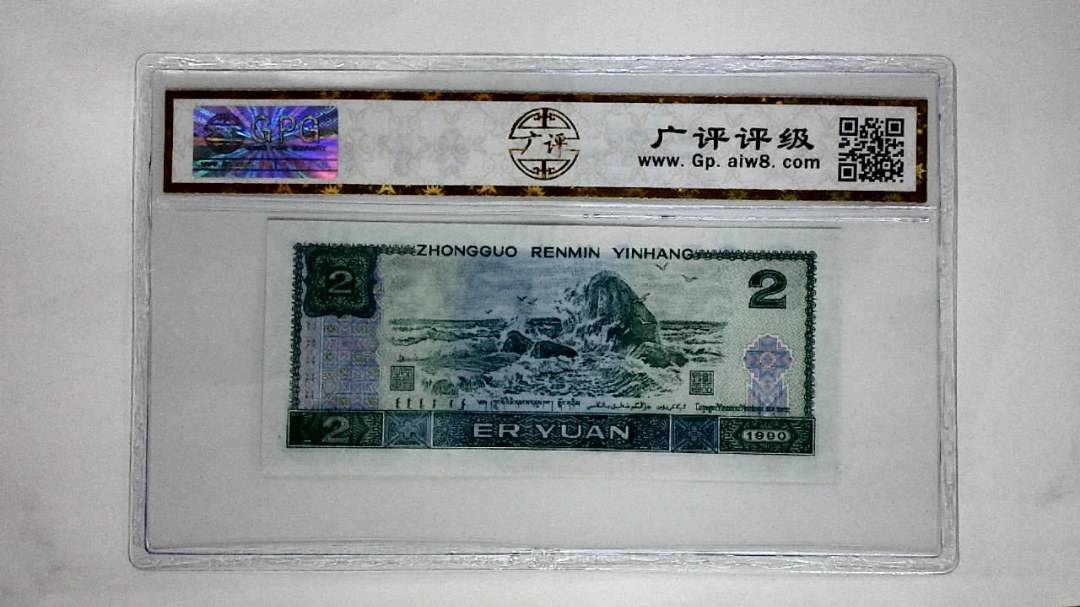 GPG
广评
广评评级
www. Gp. aiw8. com
ZHONGGUO RENMIN YINHANG
2
2
2
ER YUAN
1990